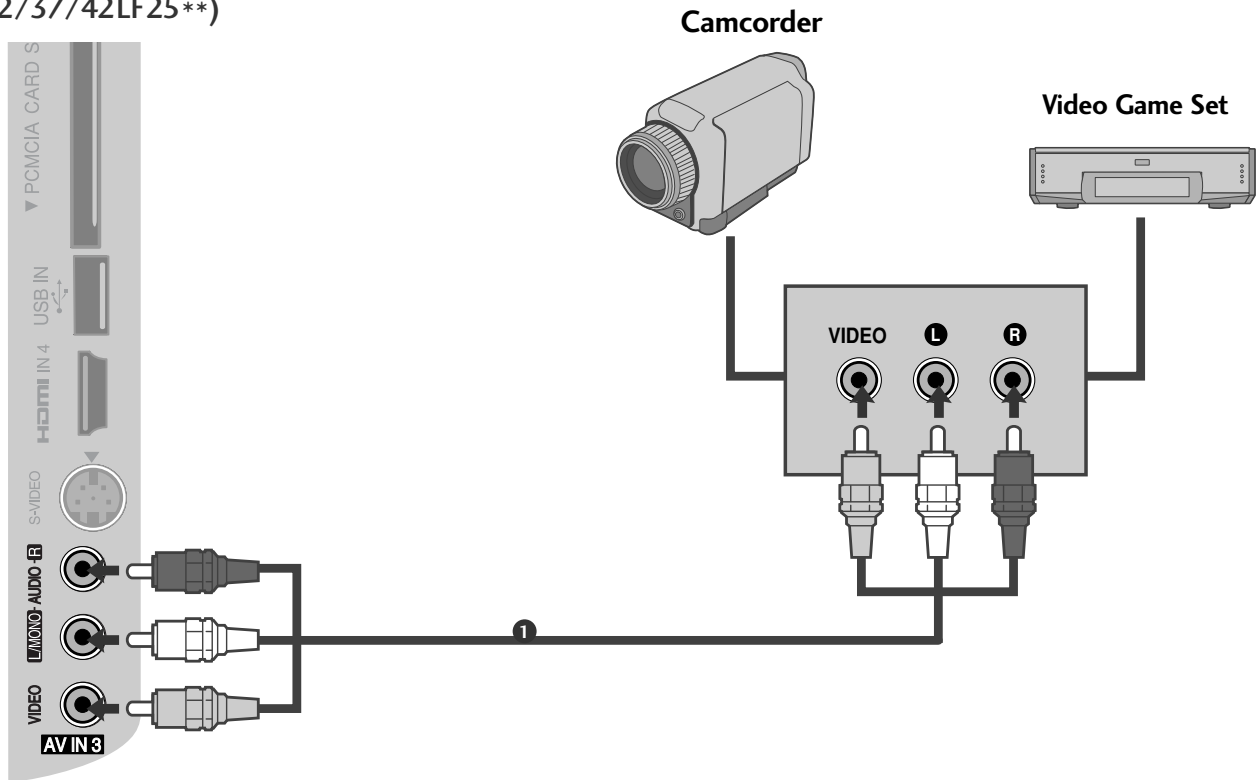 2/37/42LF25**)
Camcorder
Video Game Set
▼ PCMCIA CARD S
USB IN
HDMI IN 4
S-VIDEO
L/MONO - AUDIO - R
VIDEO
AV IN 3
VIDEO
L
R
1